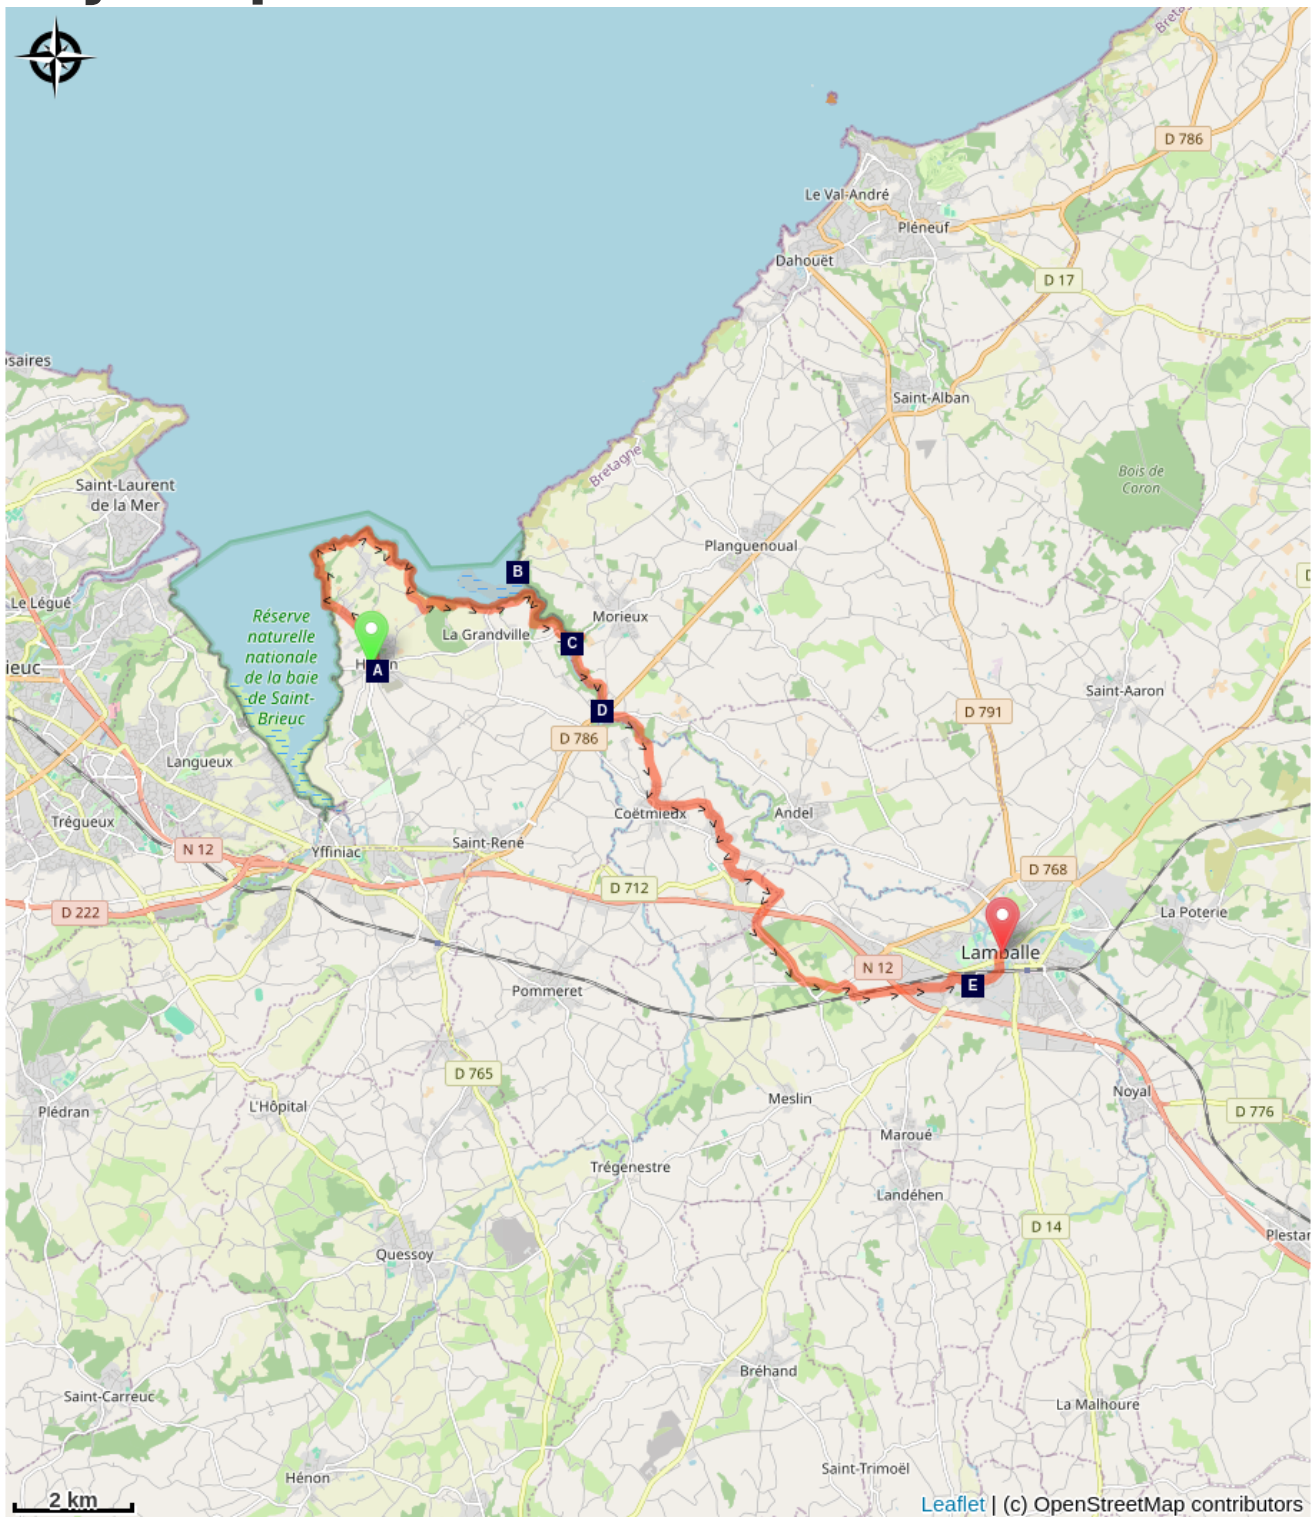 Breta
D 786
Le Val-André
Pléneuf
Dahouët
D 17
osaires
Saint-Alban
Bretagne
Bois de
Coron
Saint-Laurent
de la Mer
Planguenoual
B
Le Légué
Réserve
naturelle
nationale
de la baie
de Saint-
Brieuc
Morieux
La Grandville
C
ieuc
A
Saint-Aaron
D
D 791
D 786
Langueux
Trégueux
Coëtmieux
Andel
N 12
Yffiniac
Saint-René
D 768
D 712
D 222
La Poterie
Lamballe
N 12
E
Pommeret
D 765
Plédran
L'Hôpital
Meslin
Noyal
D 776
Maroué
Trégenestre
Landéhen
D 14
Plestan
Quessoy
Bréhand
Saint-Carreuc
La Malhoure
Hénon
Saint-Trimoël
2 km
Leaflet | (c) OpenStreetMap contributors